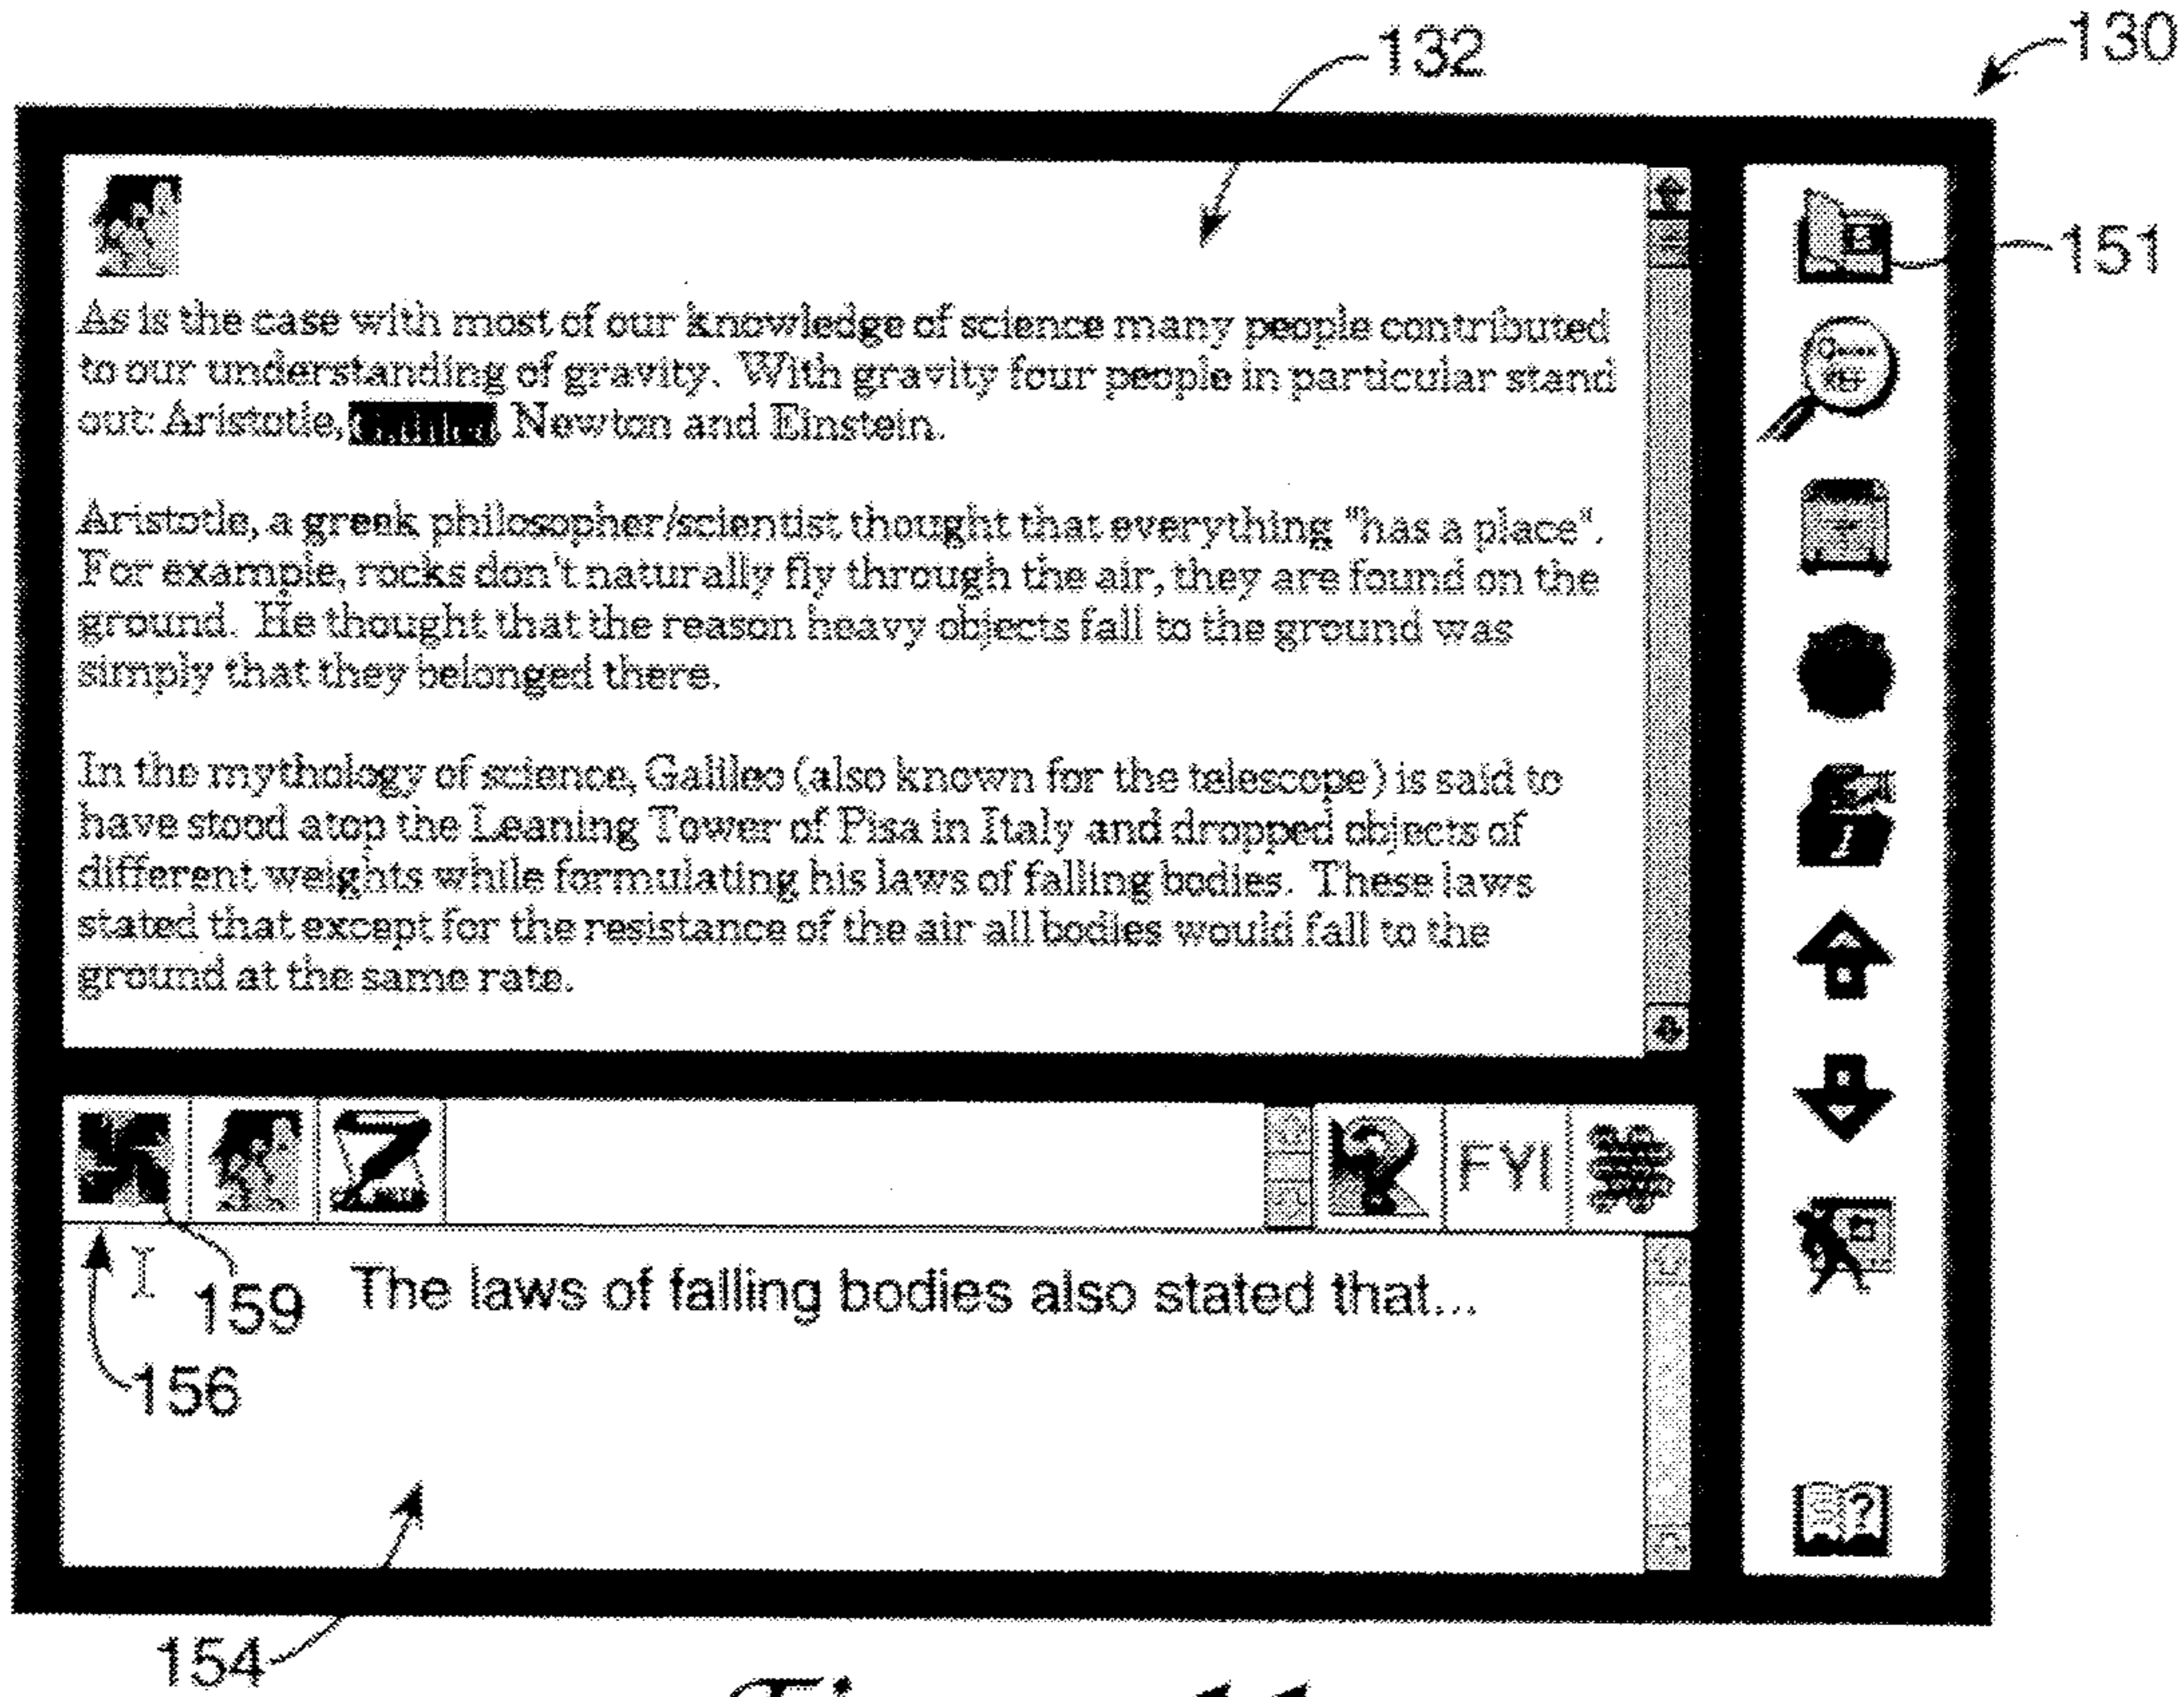 132
130
151
As is the case with most of our knowledge of science many people contributed
to our understanding of gravity. With gravity four people in particular stand
out: Aristotle, Newton and Einstein.
Aristotle, a greek philosopher/scientist thought that everything "has a place".
For example, rocks don't naturally fly through the air, they are found on the
ground. He thought that the reason heavy objects fall to the ground was
simply that they belonged there.
In the mythology of science, Galileo (also known for the telescope) is said to
have stood atop the Leaning Tower of Pisa in Italy and dropped objects of
different weights while formulating his laws of falling bodies. These laws
stated that except for the resistance of the air all bodies would fall to the
ground at the same rate.
Z
?
FYI
The laws of falling bodies also stated that...
159
156
?
154